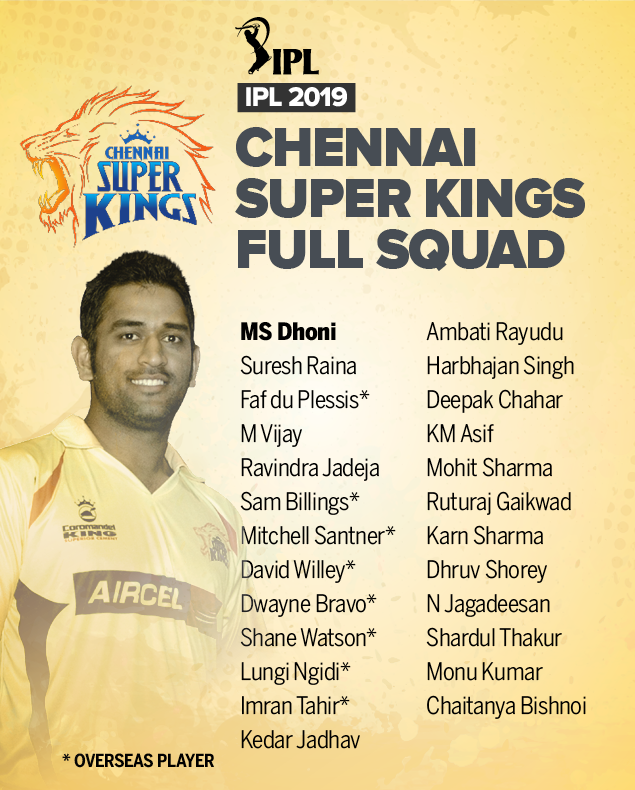 IPL
IPL 2019
CHENNAI
SUPER KINGS
FULL SQUAD
CHENNAI
SUPER
KINGS
MS Dhoni
Suresh Raina
Faf du Plessis*
M Vijay
Ravindra Jadeja
Sam Billings*
Mitchell Santner*
David Willey*
Dwayne Bravo*
Shane Watson*
Lungi Ngidi*
Imran Tahir*
Kedar Jadhav
Ambati Rayudu
Harbhajan Singh
Deepak Chahar
KM Asif
Mohit Sharma
Ruturaj Gaikwad
Karn Sharma
Dhruv Shorey
N Jagadeesan
Shardul Thakur
Monu Kumar
Chaitanya Bishnoi
Coromandel
KING
AIRCEL
* OVERSEAS PLAYER